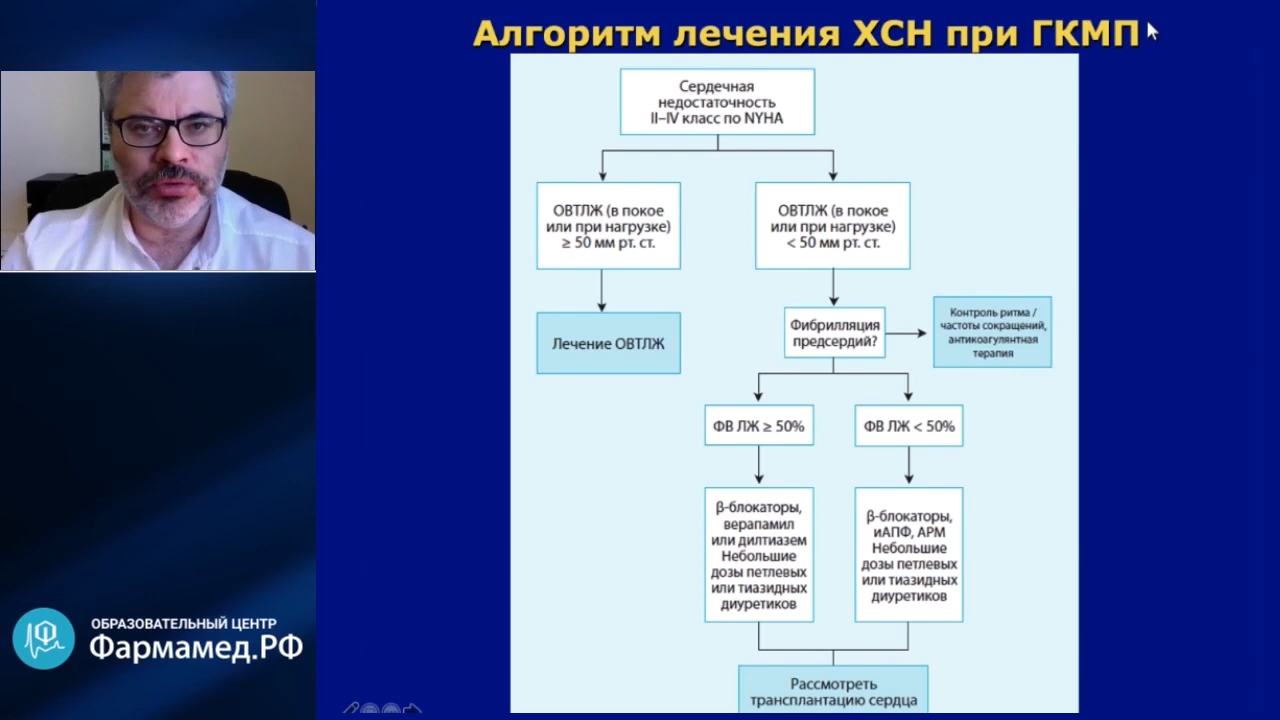 Алгоритм лечения ХСН при ГКМП
Сердечная
недостаточность
II–IV класс по NYHA
ОВТЛЖ (в покое
или при нагрузке)
≥ 50 мм рт. ст.
ОВТЛЖ (в покое
или при нагрузке)
< 50 мм рт. ст.
Лечение ОВТЛЖ
Фибрилляция
предсердий?
Контроль ритма /
частоты сокращений,
антикоагулянтная
терапия
ФВ ЛЖ ≥ 50%
ФВ ЛЖ < 50%
β-блокаторы,
верапамил
или дилтиазем
Небольшие
дозы петлевых
или тиазидных
диуретиков
β-блокаторы,
иАПФ, АРМ
Небольшие
дозы петлевых
или тиазидных
диуретиков
Рассмотреть
трансплантацию сердца
ОБРАЗОВАТЕЛЬНЫЙ ЦЕНТР
Фармамед.РФ